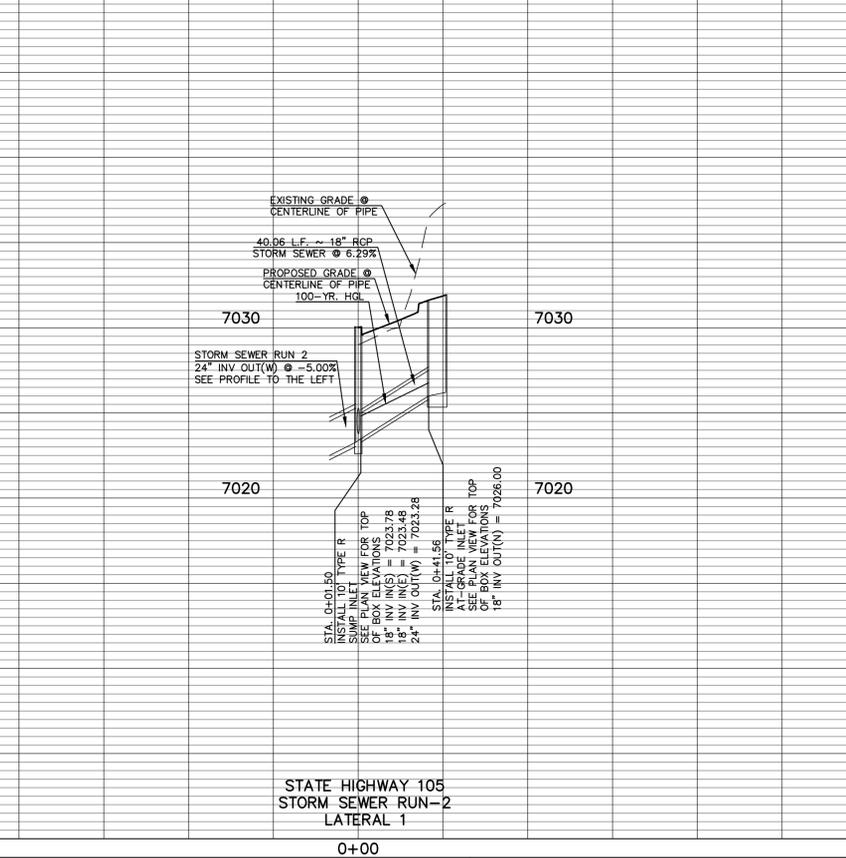 EXISTING GRADE @
CENTERLINE OF PIPE
40.06 L.F. ~ 18" RCP
STORM SEWER @ 6.29%
PROPOSED GRADE @
CENTERLINE OF PIPE
100-YR. HGL
7030
7030
STORM SEWER RUN 2
24" INV OUT(W) @ -5.00%
SEE PROFILE TO THE LEFT
7020
7020
STA. 0+01.50
INSTALL 10' TYPE R
SUMP INLET
SEE PLAN VIEW FOR TOP
OF BOX ELEVATIONS
18" INV IN(S) = 7023.78
18" INV IN(E) = 7023.48
24" INV OUT(W) = 7023.28
STA. 0+41.56
INSTALL 10' TYPE R
AT-GRADE INLET
SEE PLAN VIEW FOR TOP
OF BOX ELEVATIONS
18" INV OUT(N) = 7026.00
STATE HIGHWAY 105
STORM SEWER RUN-2
LATERAL 1
0+00